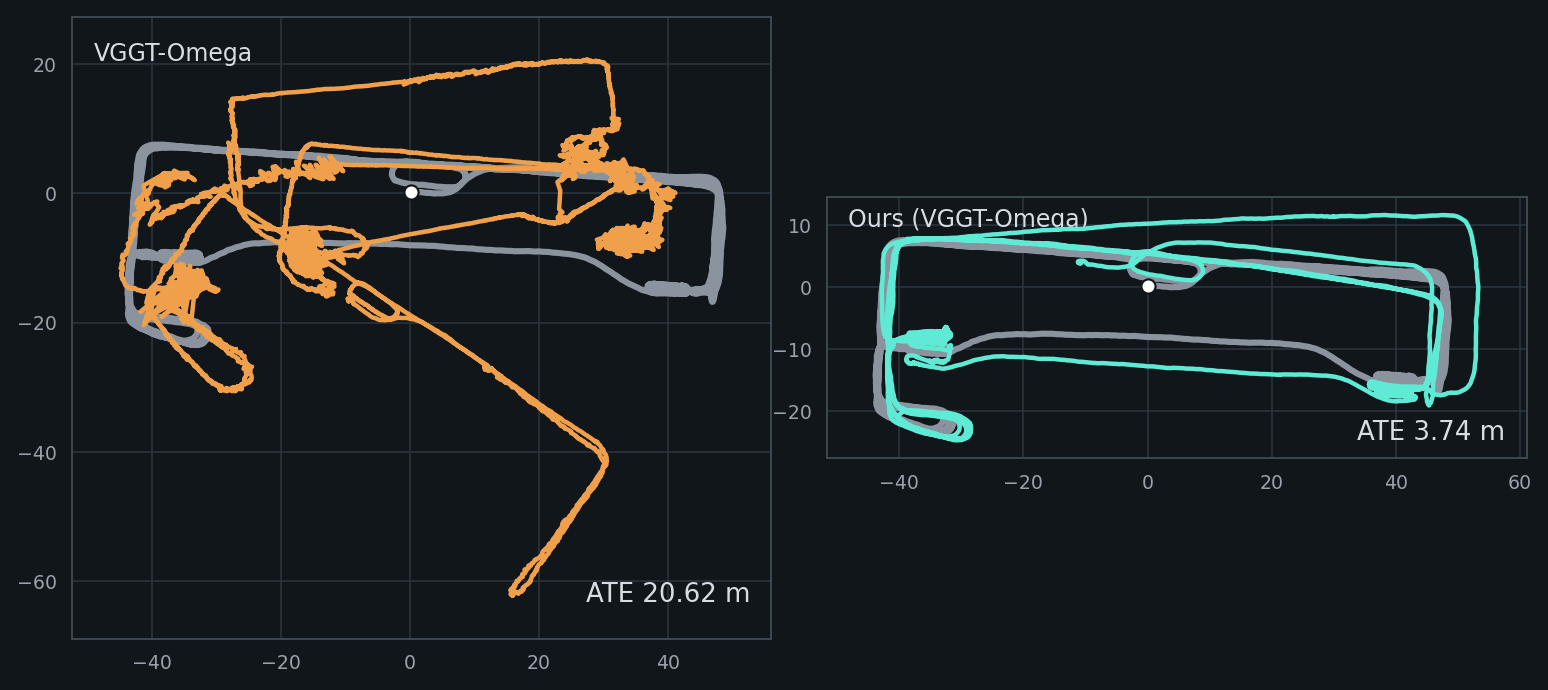 VGGT-Omega
20
0
−20
−40
−60
ATE 20.62 m
−40 −20 0 20 40
Ours (VGGT-Omega)
10
0
−10
−20
ATE 3.74 m
−40 −20 0 20 40 60